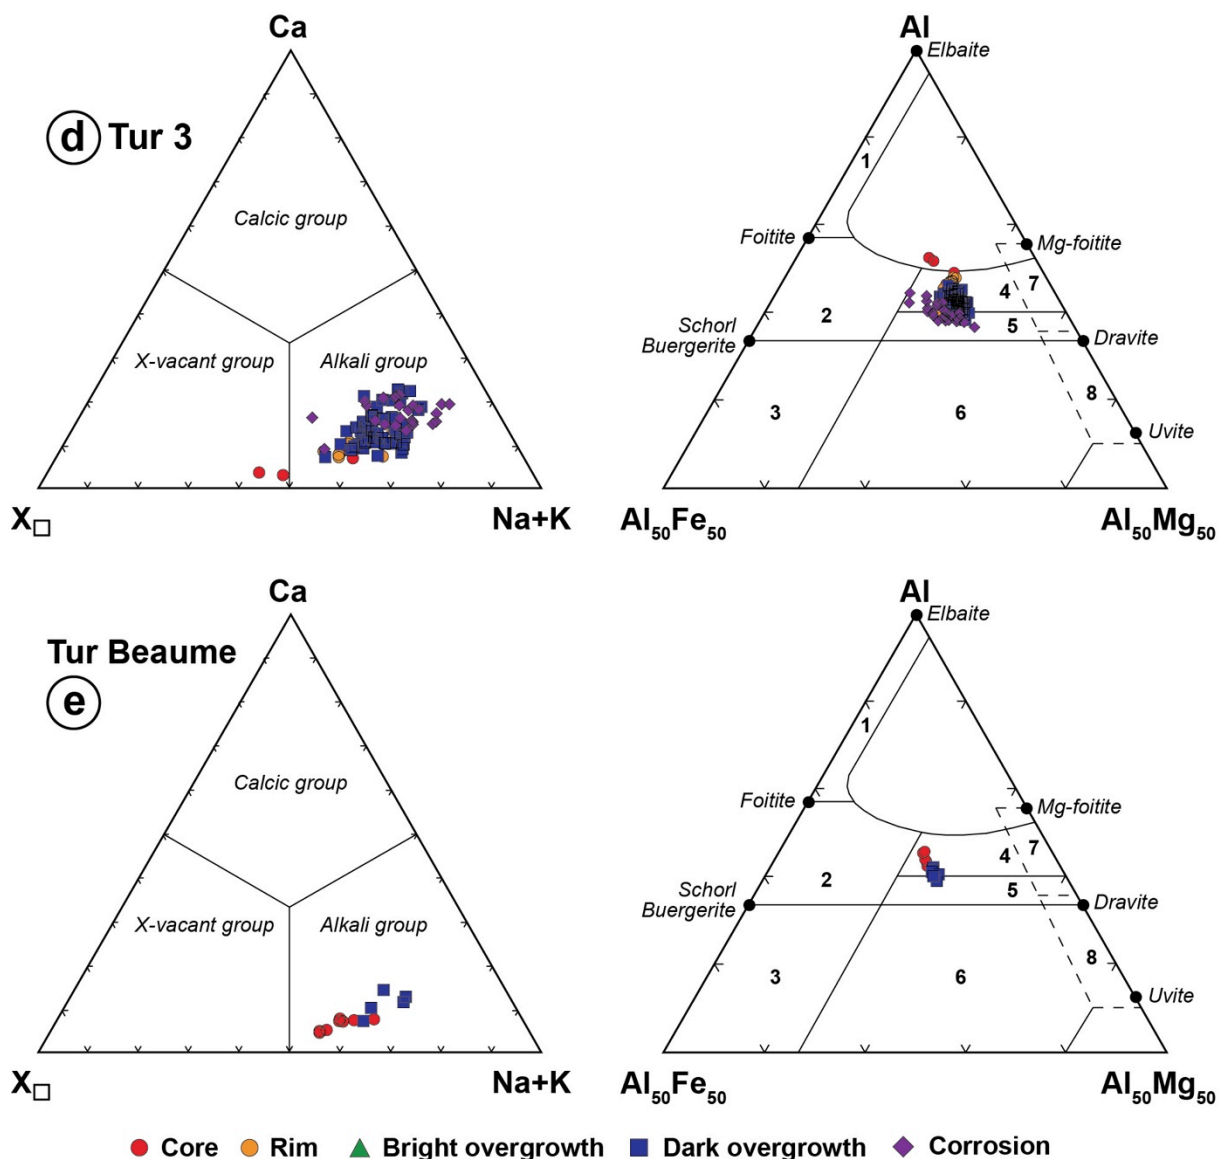 Ca
Al
Elbaite
d Tur 3
1
Calcic group
Foitite
Mg-foitite
7
4
2
5
Schorl
Buergerite
Dravite
X-vacant group
Alkali group
3
6
8
Uvite
X□
Na+K
Al₅₀Fe₅₀
Al₅₀Mg₅₀
Ca
Al
Elbaite
Tur Beaume
e
1
Calcic group
Foitite
Mg-foitite
7
4
2
5
Schorl
Buergerite
Dravite
X-vacant group
Alkali group
3
6
8
Uvite
X□
Na+K
Al₅₀Fe₅₀
Al₅₀Mg₅₀
Core Rim Bright overgrowth Dark overgrowth Corrosion